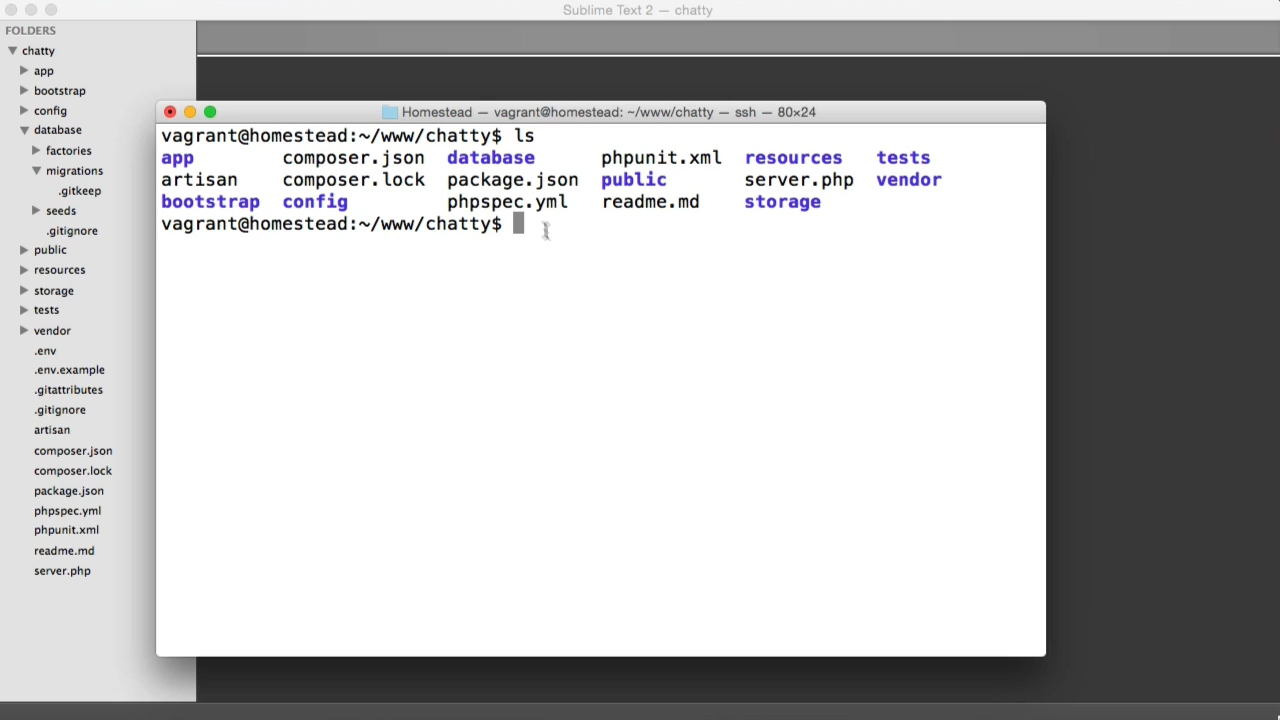 Sublime Text 2 — chatty
FOLDERS
chatty
app
bootstrap
config
database
factories
migrations
.gitkeep
seeds
.gitignore
public
resources
storage
tests
vendor
.env
.env.example
.gitattributes
.gitignore
artisan
composer.json
composer.lock
package.json
phpspec.yml
phpunit.xml
readme.md
server.php
Homestead — vagrant@homestead: ~/www/chatty — ssh — 80×24
vagrant@homestead:~/www/chatty$ ls
app composer.json database phpunit.xml resources tests
artisan composer.lock package.json public server.php vendor
bootstrap config phpspec.yml readme.md storage
vagrant@homestead:~/www/chatty$